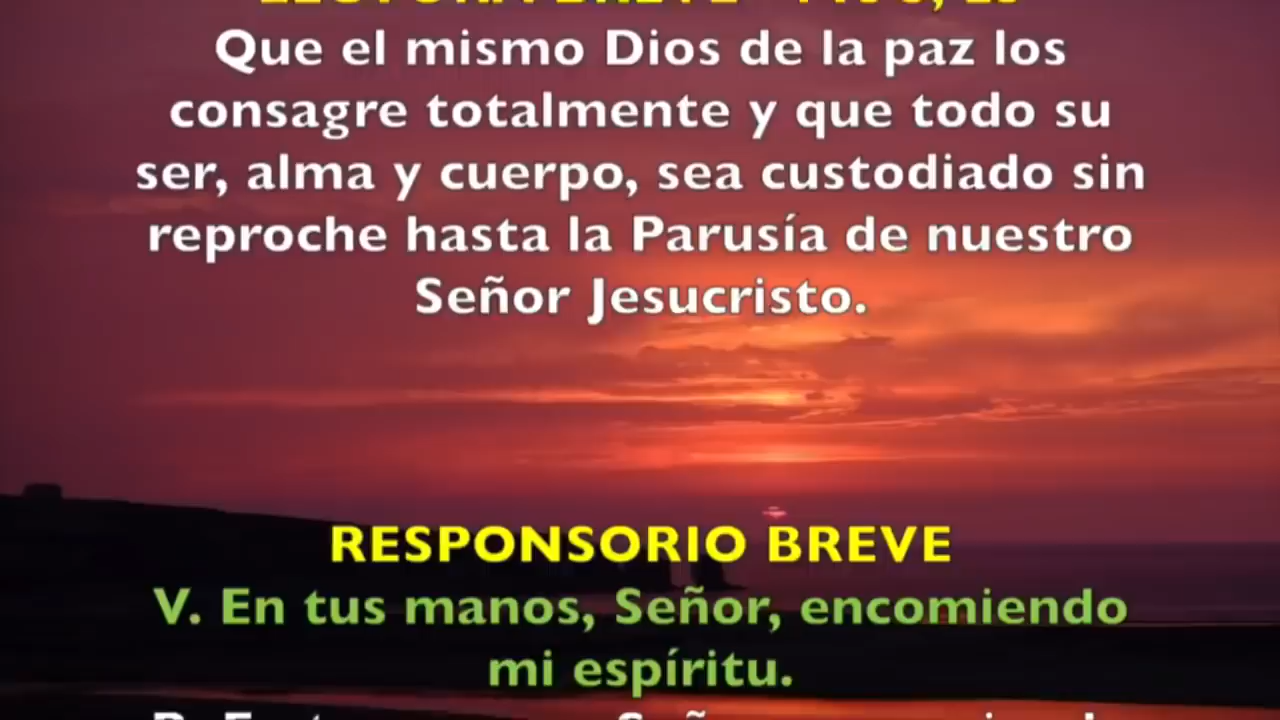 Que el mismo Dios de la paz los
consagre totalmente y que todo su
ser, alma y cuerpo, sea custodiado sin
reproche hasta la Parusía de nuestro
Señor Jesucristo.
RESPONSORIO BREVE
V. En tus manos, Señor, encomiendo
mi espíritu.